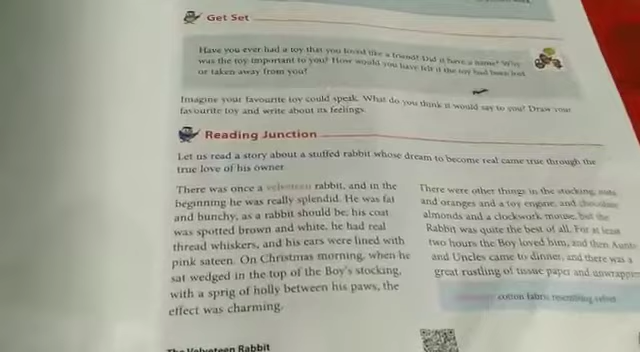 Get Set
Have you ever had a toy that you loved like a friend? Did it have a name? Why
was the toy important to you? How would you have felt if the toy had been lost
or taken away from you?
Imagine your favourite toy could speak. What do you think it would say to you? Draw your
favourite toy and write about its feelings.
Reading Junction
Let us read a story about a stuffed rabbit whose dream to become real came true through the
true love of his owner.
There was once a velveteen rabbit, and in the
beginning he was really splendid. He was fat
and bunchy, as a rabbit should be; his coat
was spotted brown and white, he had real
thread whiskers, and his ears were lined with
pink sateen. On Christmas morning, when he
sat wedged in the top of the Boy's stocking,
with a sprig of holly between his paws, the
effect was charming.
There were other things in the stocking, nuts
and oranges and a toy engine, and chocolate
almonds and a clockwork mouse, but the
Rabbit was quite the best of all. For at least
two hours the Boy loved him, and then Aunts
and Uncles came to dinner, and there was a
great rustling of tissue paper and unwrapping
cotton fabric resembling velvet
The Velveteen Rabbit